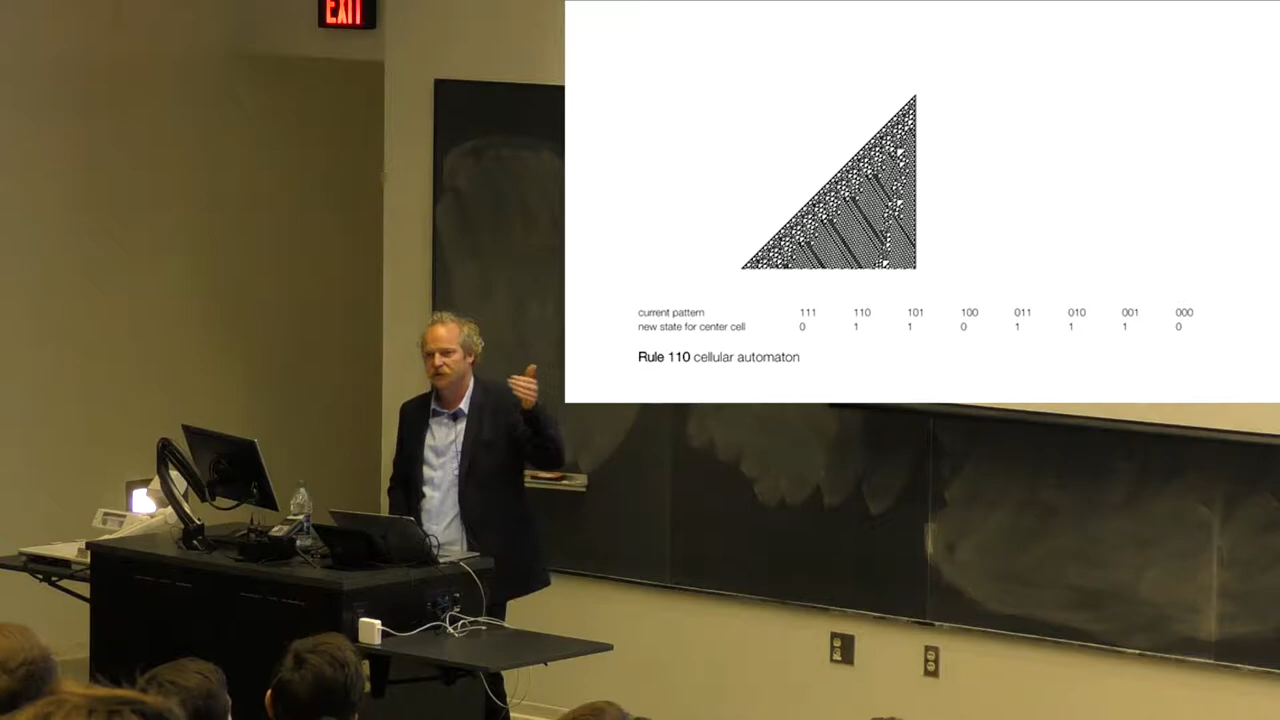 EXIT
current pattern 111 110 101 100 011 010 001 000
new state for center cell 0 1 1 0 1 1 1 0
Rule 110 cellular automaton